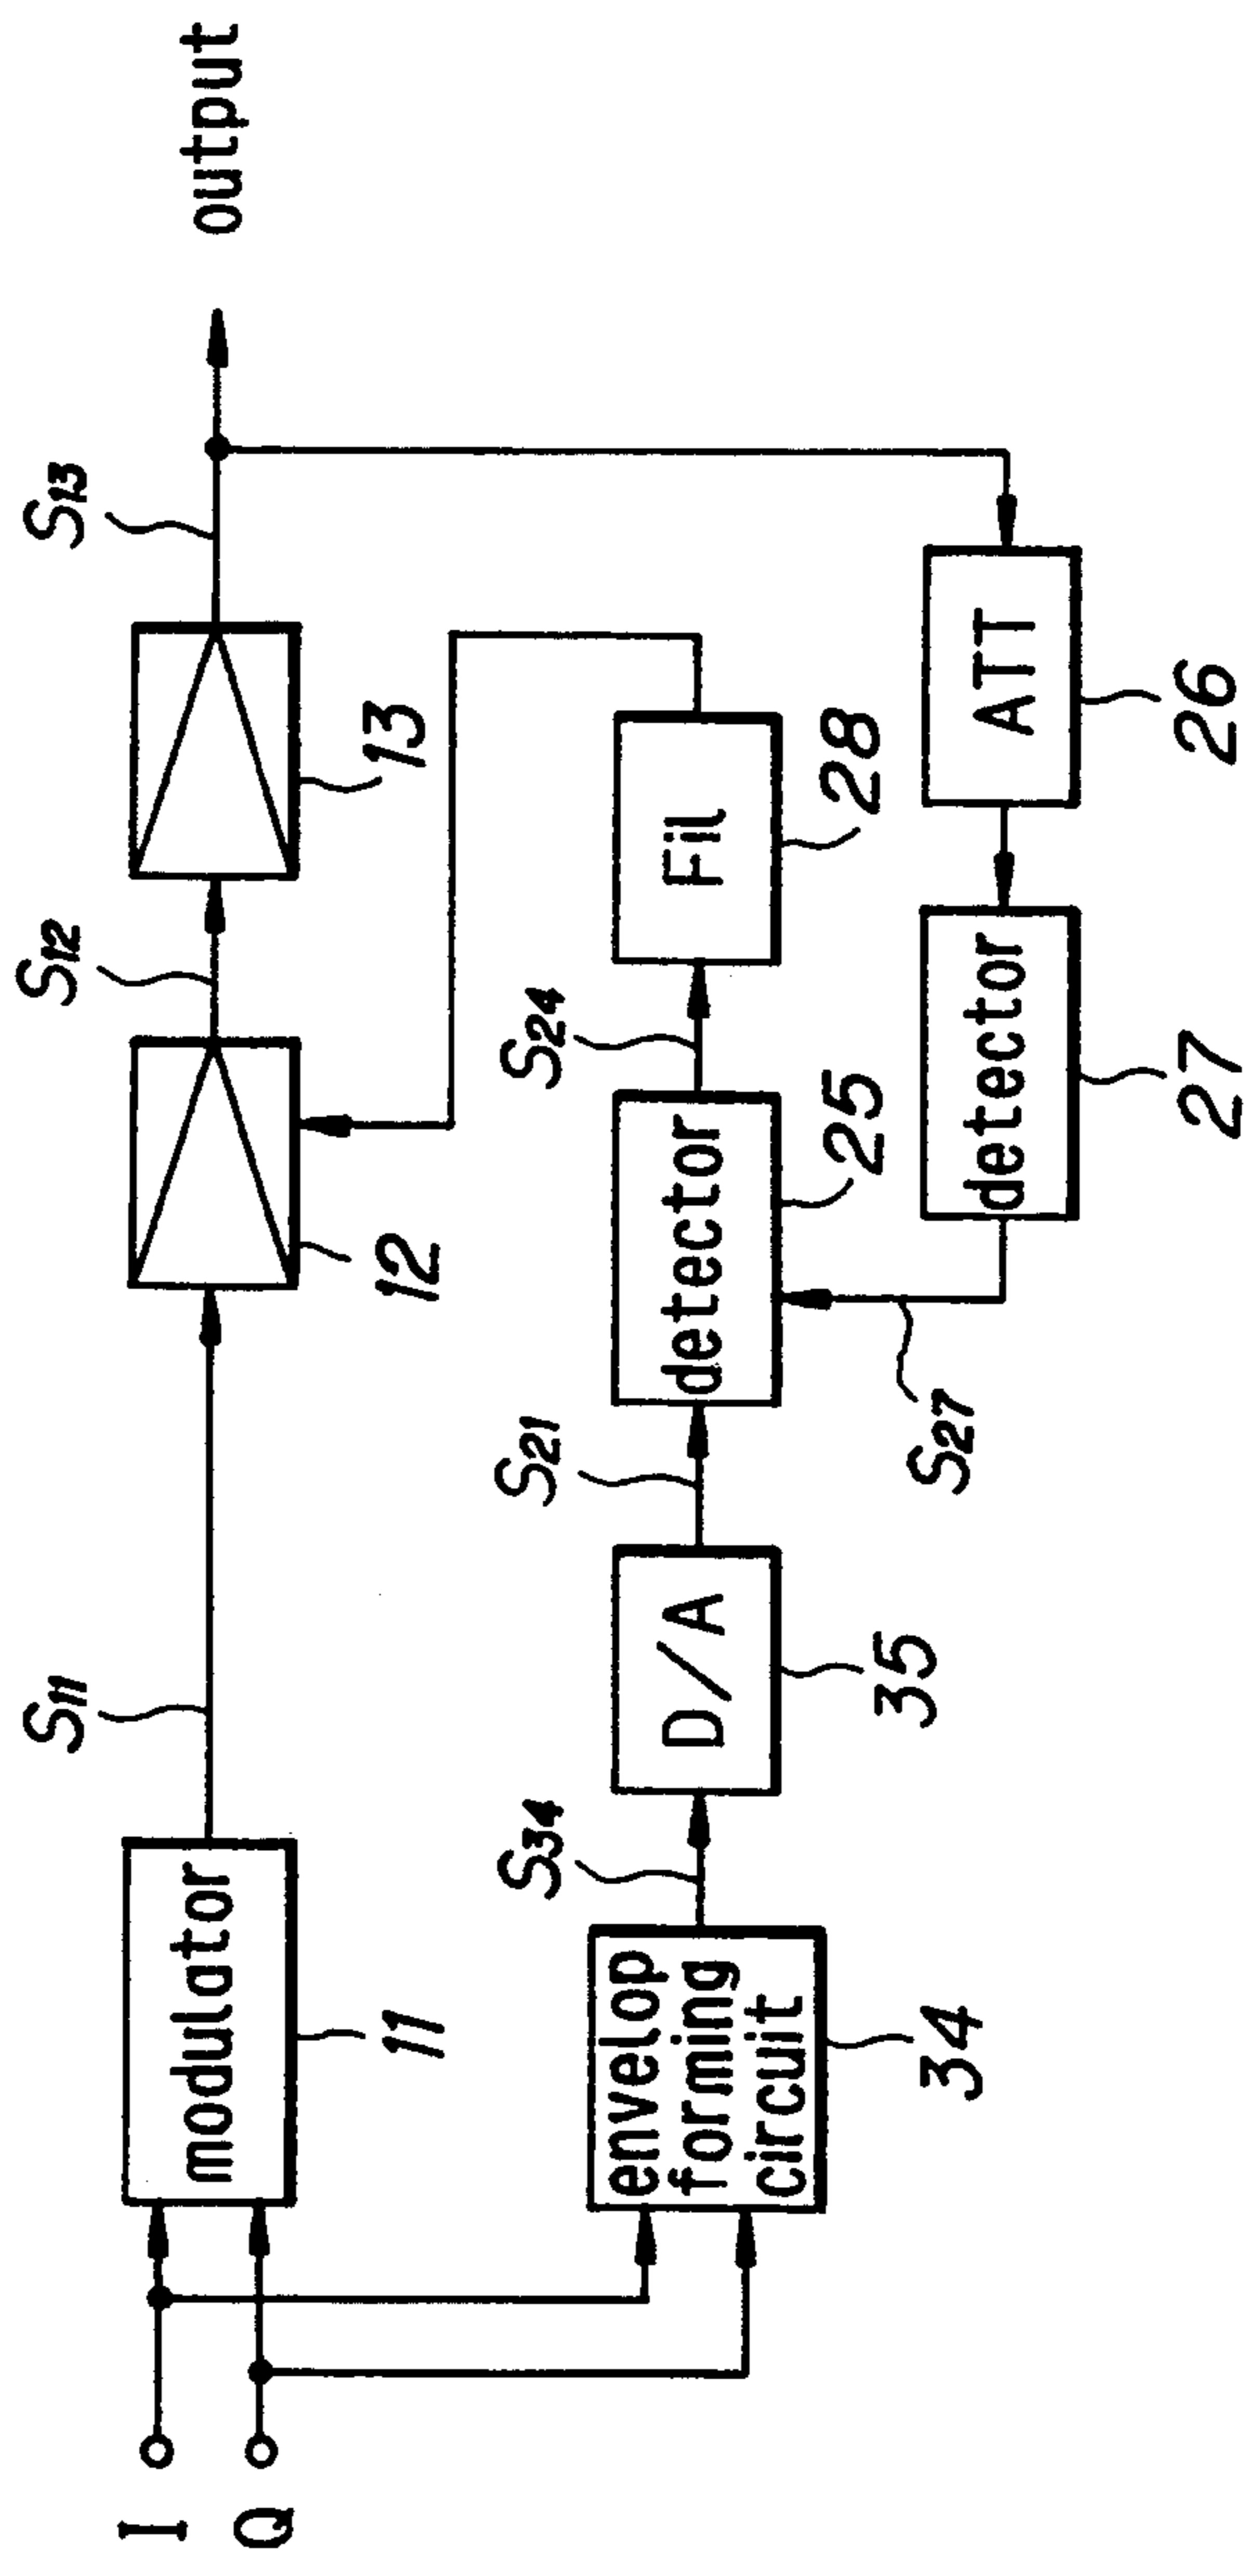 I
Q
modulator
11
S11
12
S12
13
S13
output
envelop
forming
circuit
34
S34
D/A
35
S21
detector
25
S24
Fil
28
S27
detector
27
ATT
26